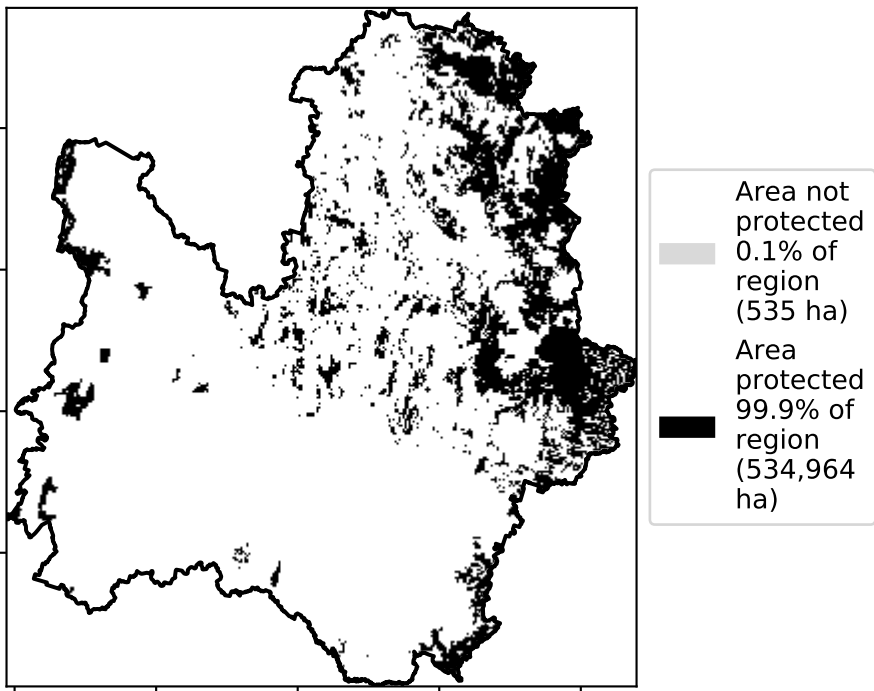 Area not
protected
0.1% of
region
(535 ha)
Area
protected
99.9% of
region
(534,964
ha)